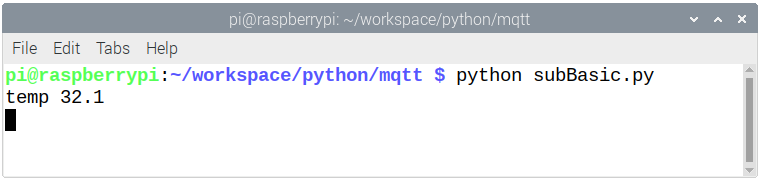 pi@raspberrypi: ~/workspace/python/mqtt
File Edit Tabs Help
pi@raspberrypi:~/workspace/python/mqtt $ python subBasic.py
temp 32.1